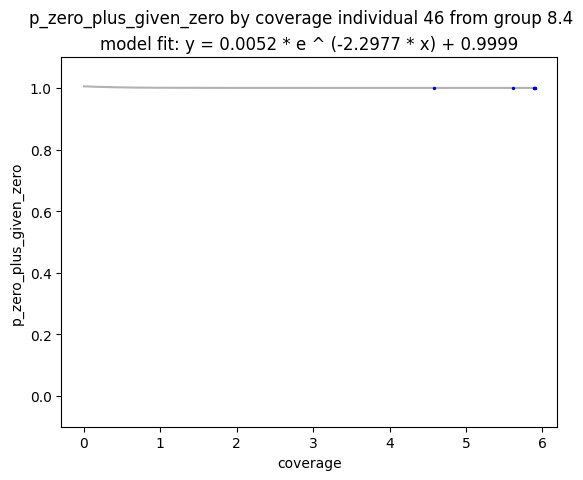 p_zero_plus_given_zero by coverage individual 46 from group 8.4
model fit: y = 0.0052 * e ^ (-2.2977 * x) + 0.9999
1.0
0.8
0.6
0.4
0.2
0.0
p_zero_plus_given_zero
0 1 2 3 4 5 6
coverage